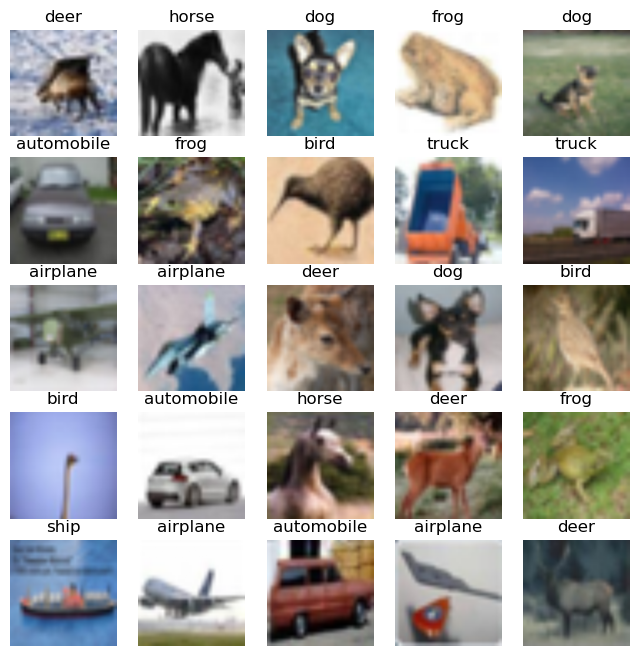 deer horse dog frog dog
automobile frog bird truck truck
airplane airplane deer dog bird
bird automobile horse deer frog
ship airplane automobile airplane deer